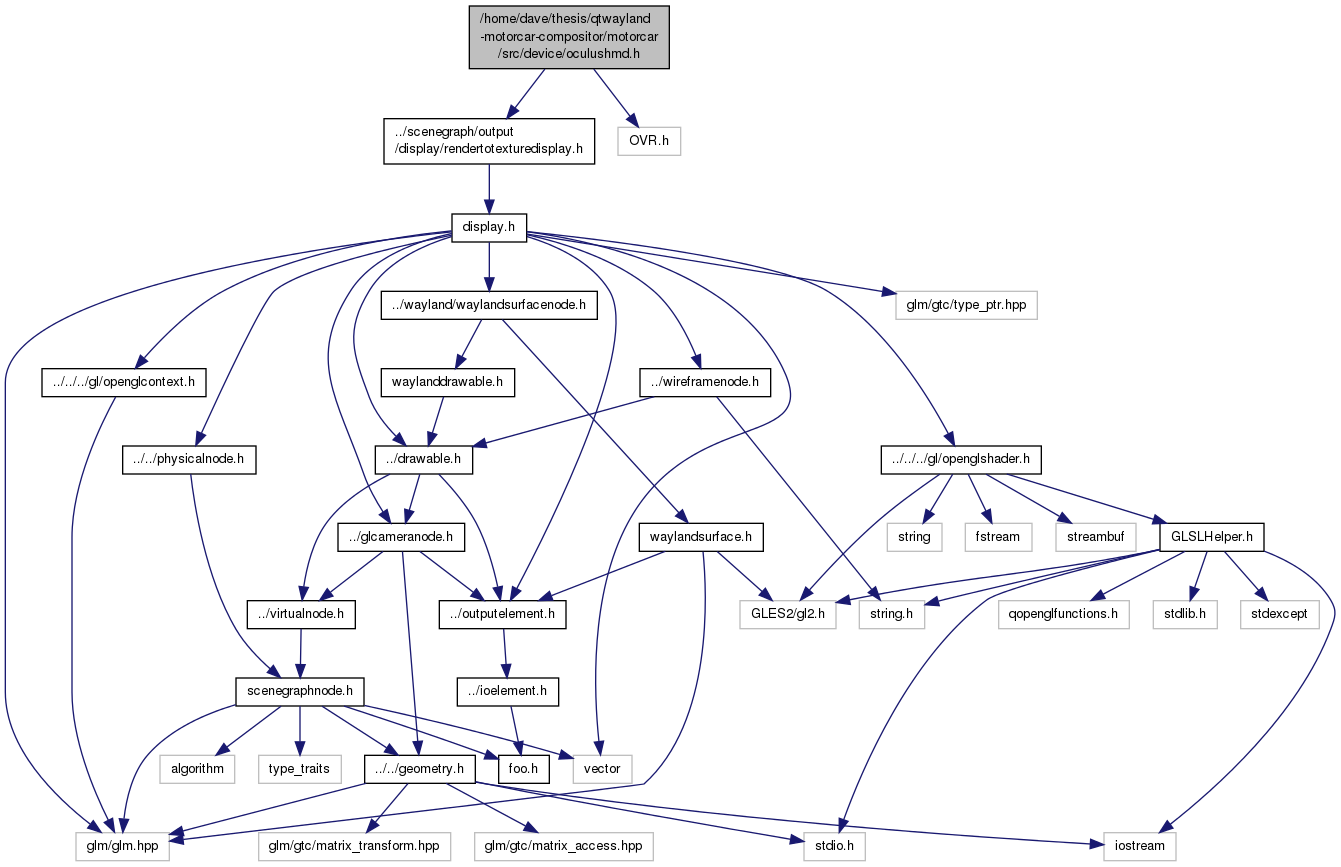 /home/dave/thesis/qtwayland
-motorcar-compositor/motorcar
/src/device/oculushmd.h
../scenegraph/output
/display/rendertotexturedisplay.h
OVR.h
display.h
../wayland/waylandsurfacenode.h
glm/gtc/type_ptr.hpp
../../../gl/openglcontext.h
waylanddrawable.h
../wireframenode.h
../../physicalnode.h
../drawable.h
../../../gl/openglshader.h
../glcameranode.h
waylandsurface.h
string
fstream
streambuf
GLSLHelper.h
../virtualnode.h
../outputelement.h
GLES2/gl2.h
string.h
qopenglfunctions.h
stdlib.h
stdexcept
scenegraphnode.h
../ioelement.h
algorithm
type_traits
../../geometry.h
foo.h
vector
glm/glm.hpp
glm/gtc/matrix_transform.hpp
glm/gtc/matrix_access.hpp
stdio.h
iostream